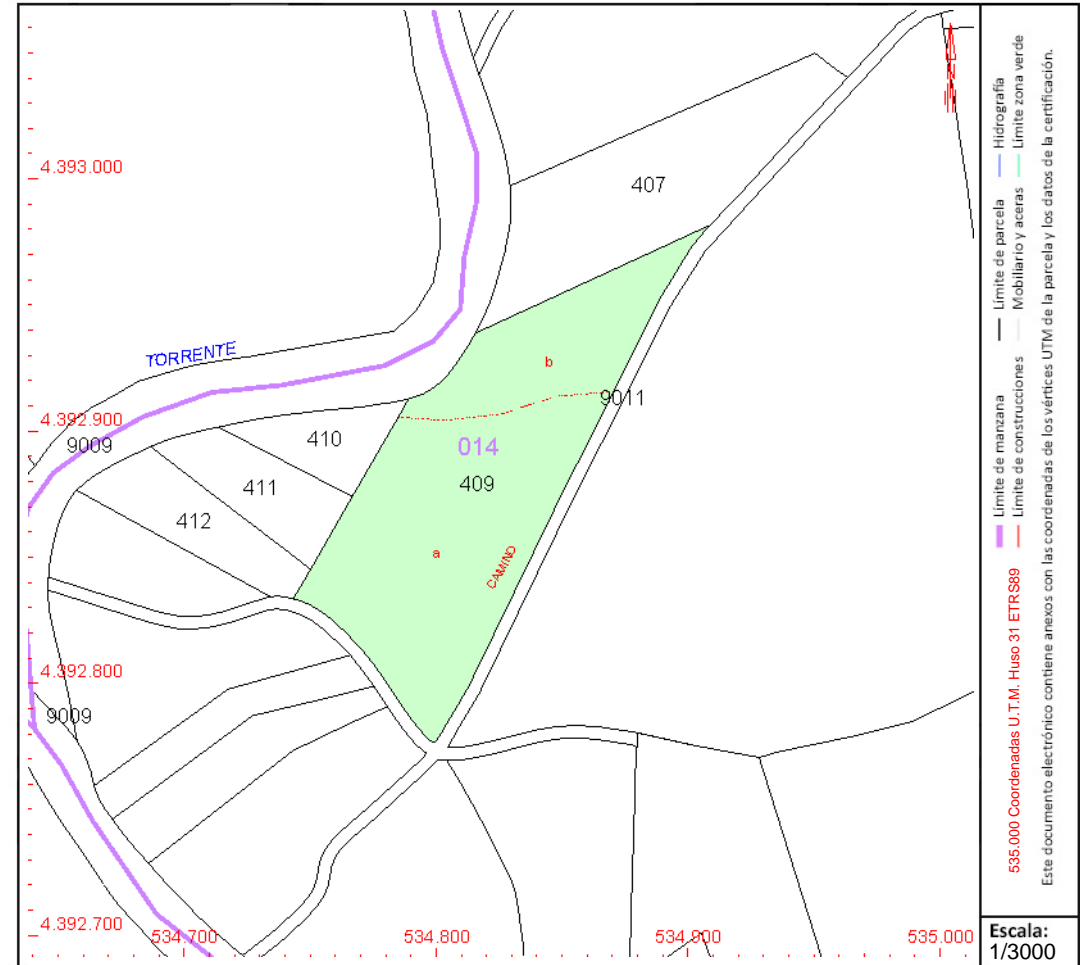 4.393.000
407
TORRENTE
b
9011
4.392.900
9009
410
014
411
409
412
a
CAMINO
4.392.800
9009
4.392.700
534.700
534.800
534.900
535.000
Límite de manzana
Límite de parcela
Hidrografía
535.000 Coordenadas U.T.M. Huso 31 ETRS89
Límite de construcciones
Mobiliario y aceras
Límite zona verde
Este documento electrónico contiene anexos con las coordenadas de los vértices UTM de la parcela y los datos de la certificación.
Escala:
1/3000